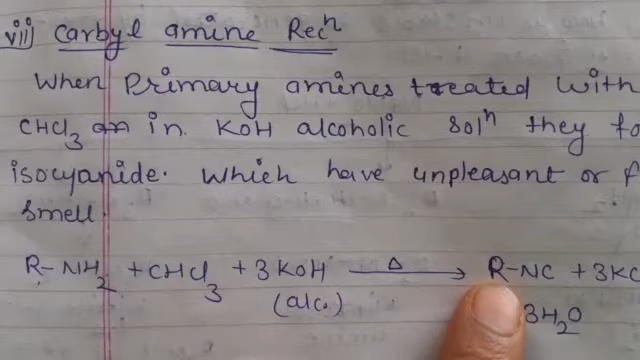 vii) Carbyl amine Recⁿ
When Primary amines treated with
CHCl₃ in KOH alcoholic solⁿ they fo
isocyanide. Which have unpleasant or f
smell.
R-NH₂ + CHCl₃ + 3KOH —Δ→ R-NC + 3KC
(alc.) 3H₂O